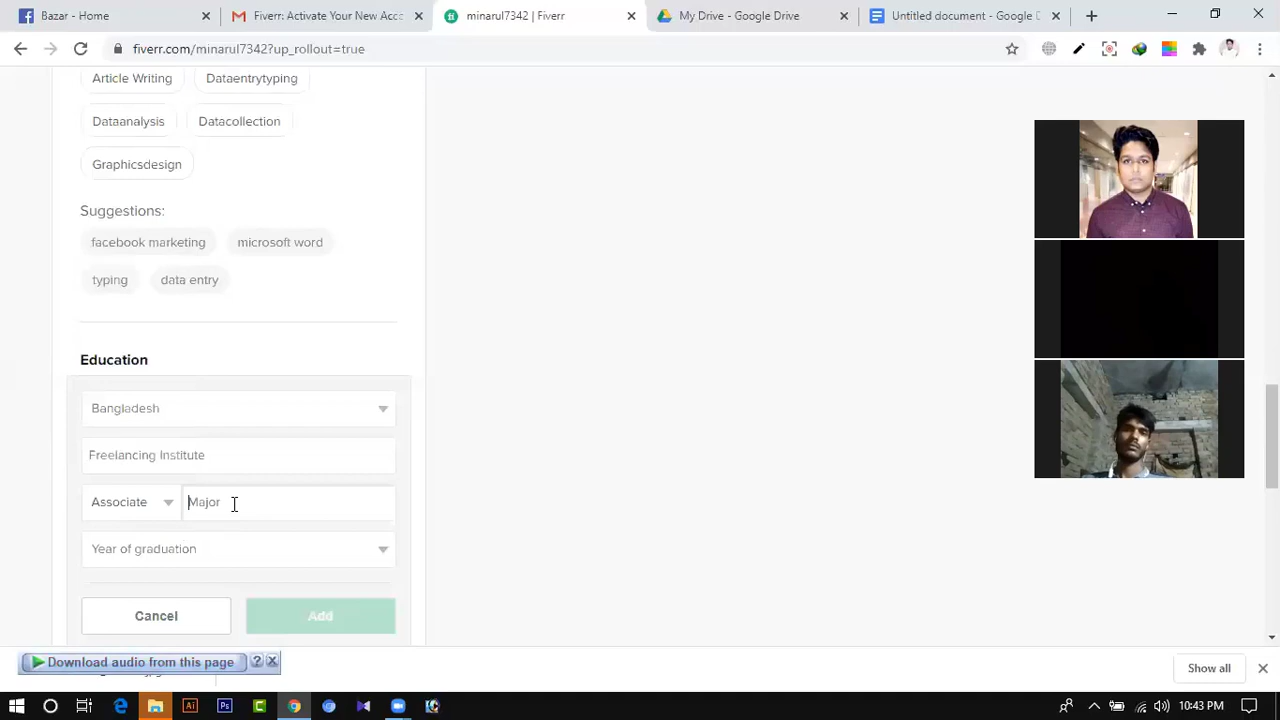 Bazar - Home
Fiverr: Activate Your New Acco
minarul7342 | Fiverr
My Drive - Google Drive
Untitled document - Google D
fiverr.com/minarul7342?up_rollout=true
Article Writing
Dataentrytyping
Dataanalysis
Datacollection
Graphicsdesign
Suggestions:
facebook marketing
microsoft word
typing
data entry
Education
Bangladesh
Freelancing Institute
Associate
Major
Year of graduation
Cancel
Add
Download audio from this page
?
Show all
10:43 PM